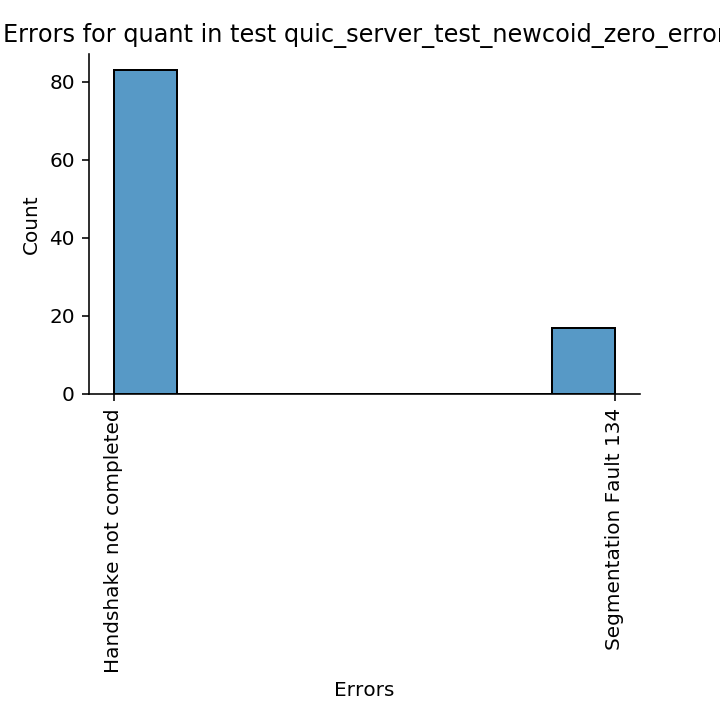 Errors for quant in test quic_server_test_newcoid_zero_error
Count
80
60
40
20
0
Handshake not completed
Segmentation Fault 134
Errors